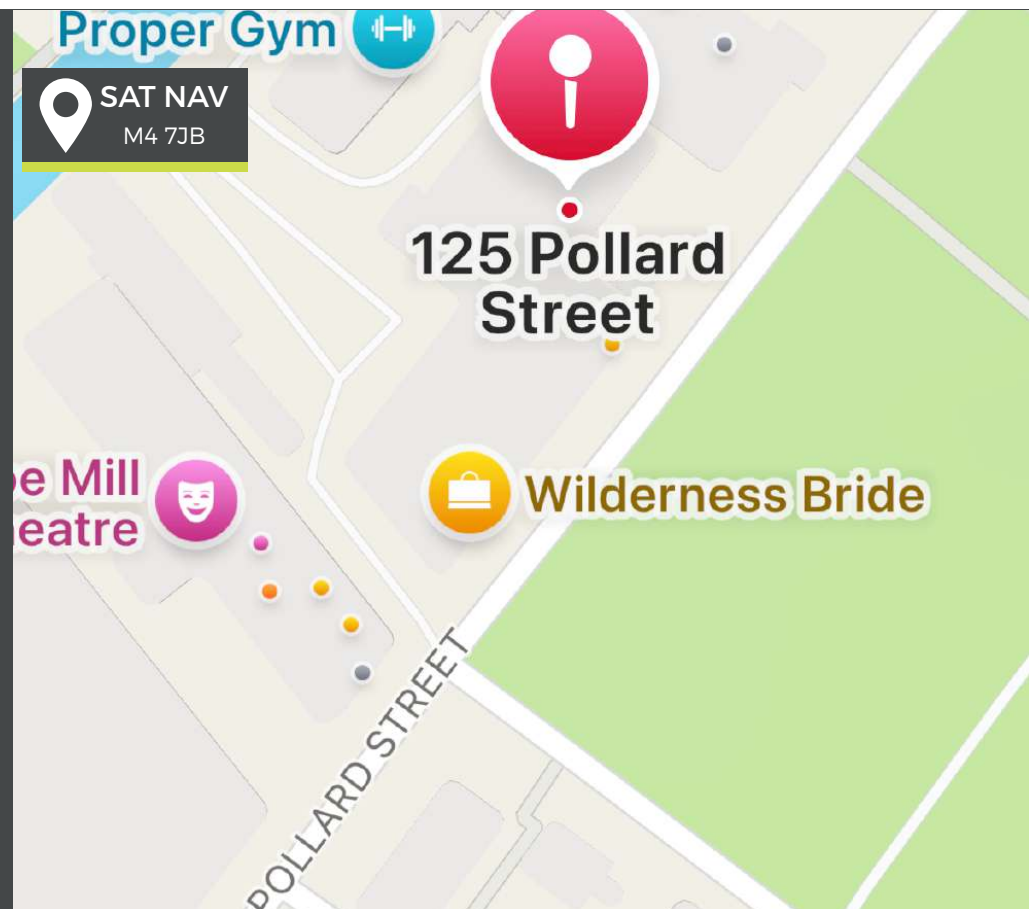 Proper Gym
SAT NAV
M4 7JB
125 Pollard
Street
e Mill
eatre
Wilderness Bride
POLLARD STREET